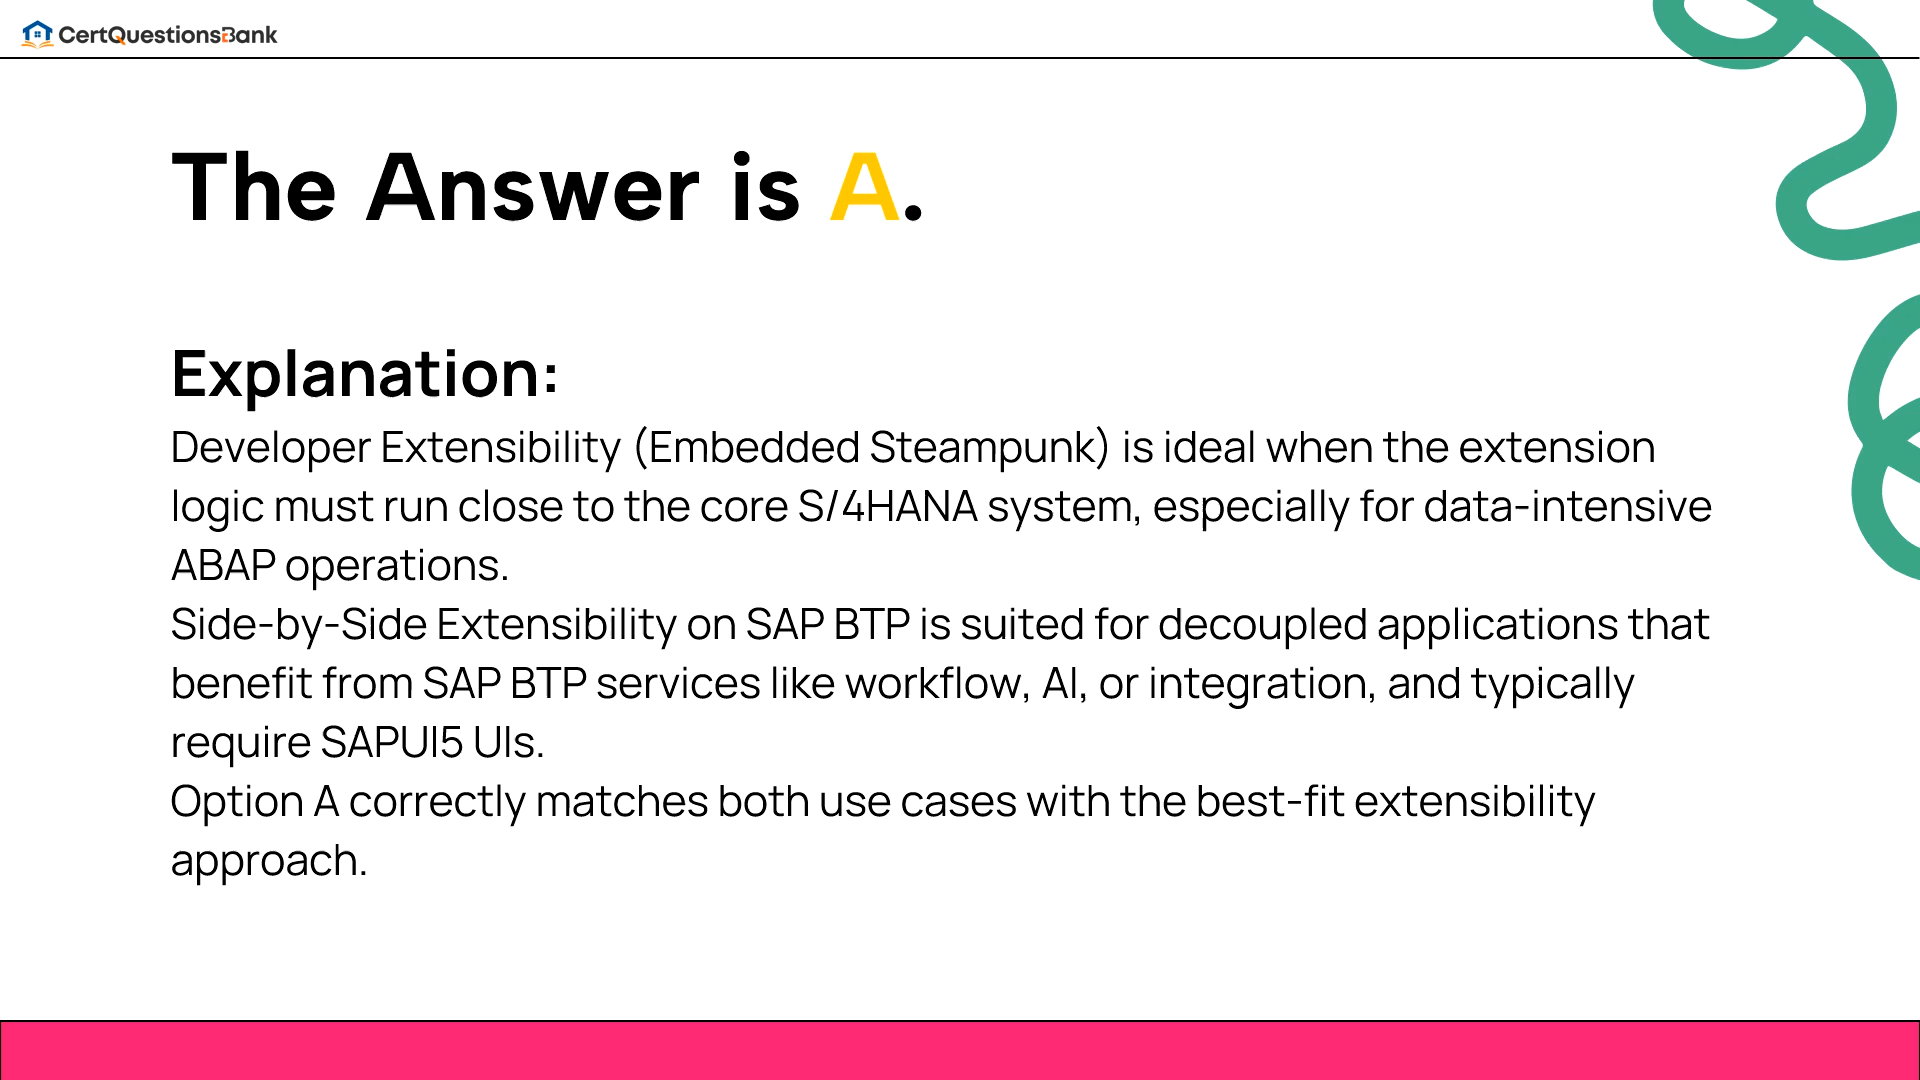 CertQuestionsBank
The Answer is A.
Explanation:
Developer Extensibility (Embedded Steampunk) is ideal when the extension
logic must run close to the core S/4HANA system, especially for data-intensive
ABAP operations.
Side-by-Side Extensibility on SAP BTP is suited for decoupled applications that
benefit from SAP BTP services like workflow, AI, or integration, and typically
require SAPUI5 UIs.
Option A correctly matches both use cases with the best-fit extensibility
approach.